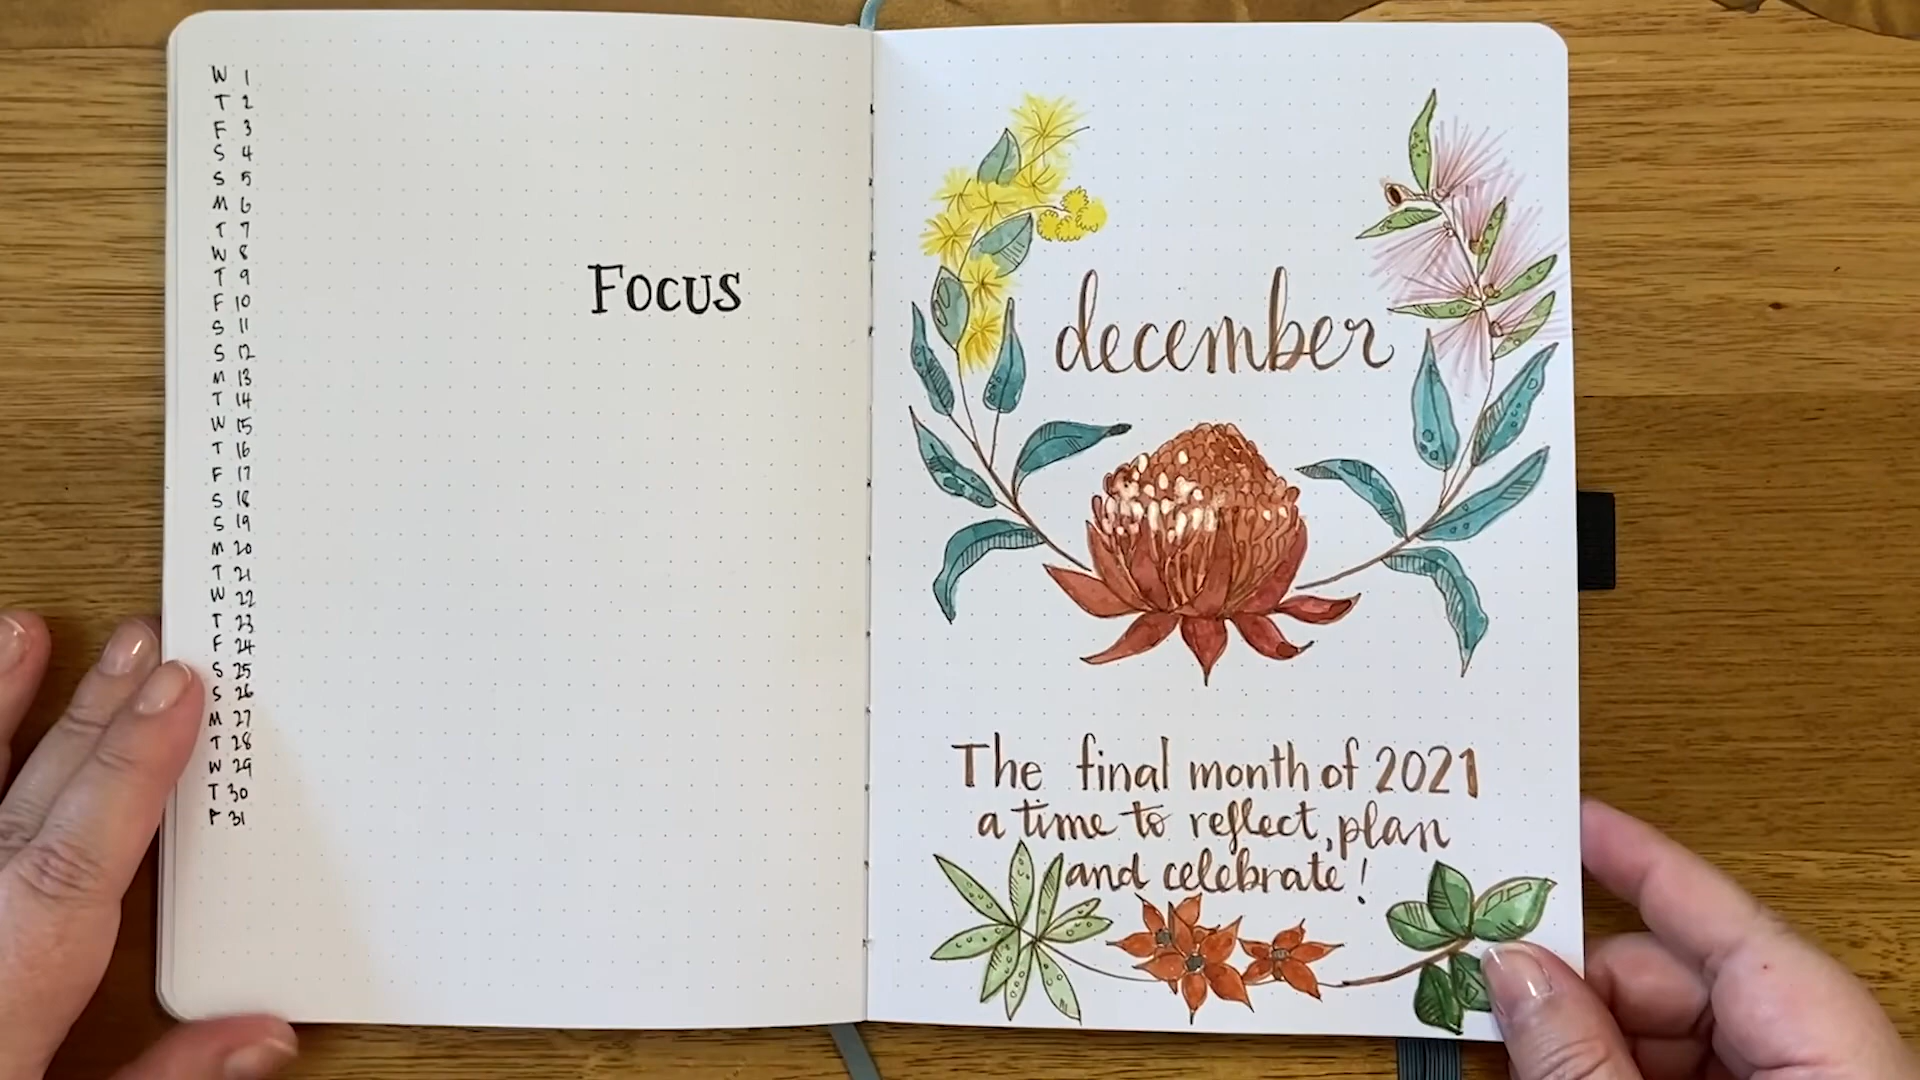 W 1
T 2
F 3
S 4
S 5
M 6
T 7
W 8
T 9
F 10
S 11
S 12
M 13
T 14
W 15
T 16
F 17
S 18
S 19
M 20
T 21
W 22
T 23
F 24
S 25
S 26
M 27
T 28
W 29
T 30
F 31
Focus
december
The final month of 2021
a time to reflect, plan
and celebrate!